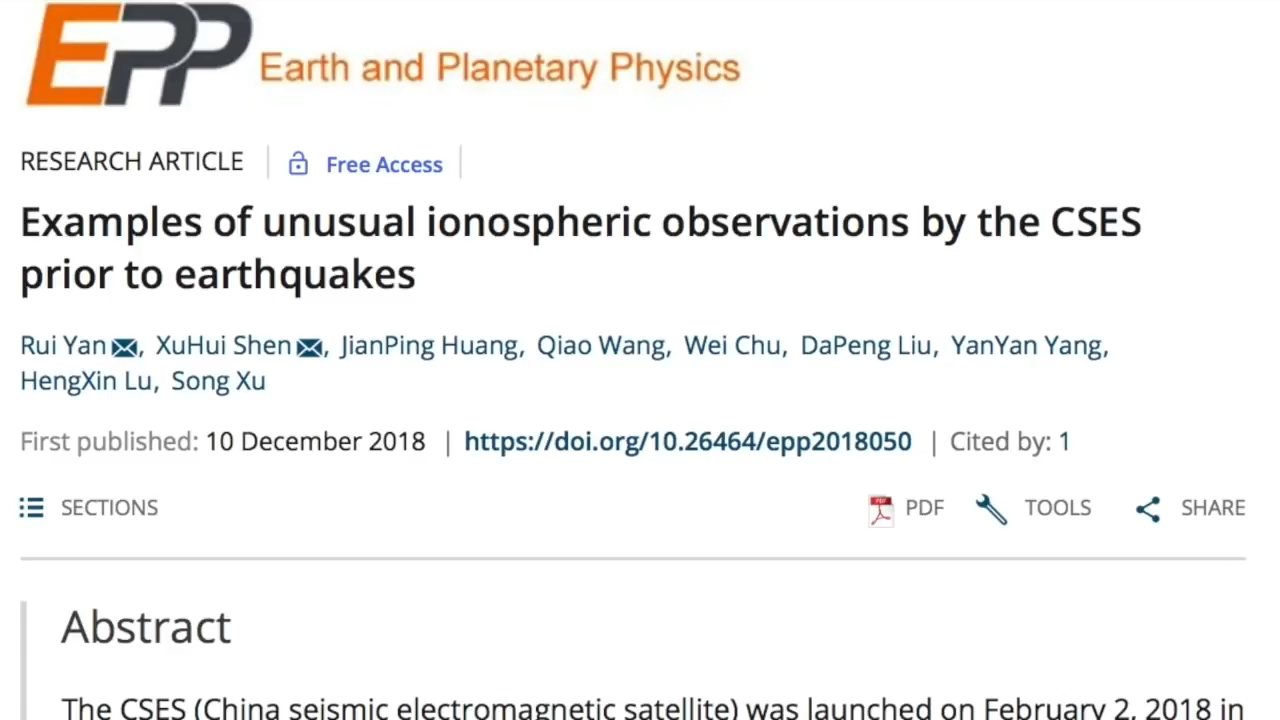 EPP Earth and Planetary Physics
RESEARCH ARTICLE | Free Access |
Examples of unusual ionospheric observations by the CSES
prior to earthquakes
Rui Yan, XuHui Shen, JianPing Huang, Qiao Wang, Wei Chu, DaPeng Liu, YanYan Yang,
HengXin Lu, Song Xu
First published: 10 December 2018 | https://doi.org/10.26464/epp2018050 | Cited by: 1
SECTIONS PDF TOOLS SHARE
Abstract
The CSES (China seismic electromagnetic satellite) was launched on February 2, 2018 in